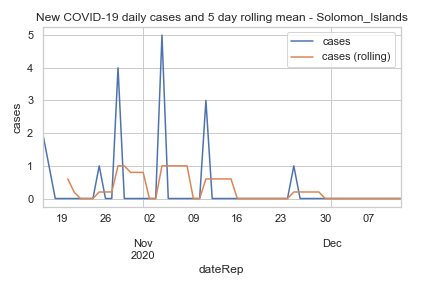 New COVID-19 daily cases and 5 day rolling mean - Solomon_Islands
cases
cases (rolling)
cases
5
4
3
2
1
0
19 26 02 09 16 23 30 07
Nov Dec
2020
dateRep